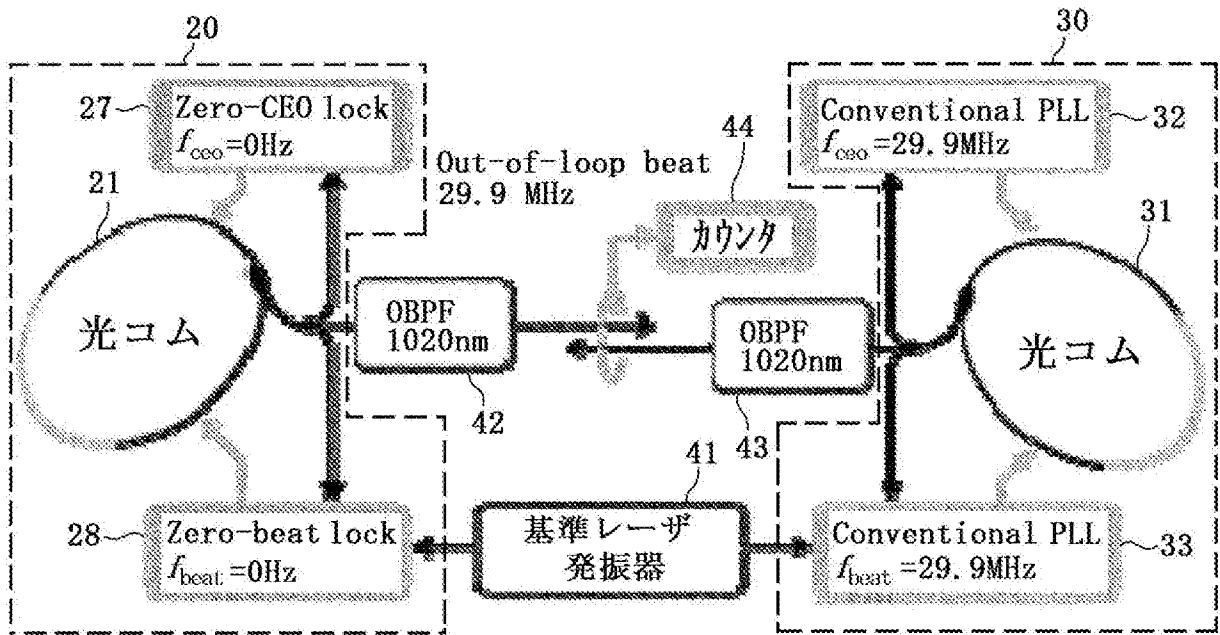 20
30
27
Zero-CEO lock
f_ceo=0Hz
Conventional PLL
f_ceo=29.9MHz
32
44
Out-of-loop beat
29.9 MHz
21
カウンタ
31
光コム
OBPF
1020nm
OBPF
1020nm
光コム
42
43
41
28
Zero-beat lock
f_beat=0Hz
基準レーザ
発振器
Conventional PLL
f_beat=29.9MHz
33